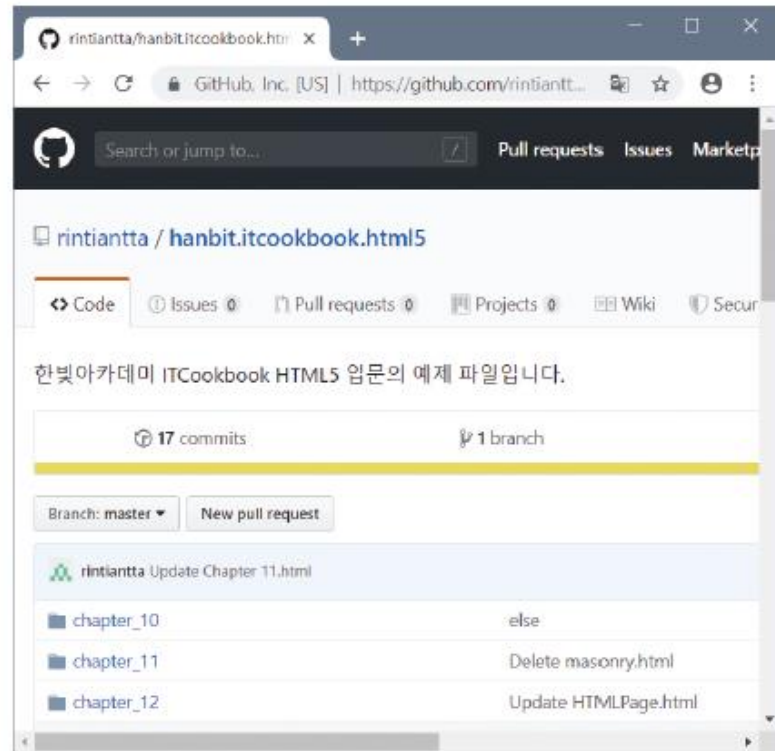 rintiantta/hanbit.itcookbook.htm
GitHub, Inc. [US] | https://github.com/rintiantt...
Search or jump to...
/
Pull requests Issues Marketp
rintiantta / hanbit.itcookbook.html5
Code Issues 0 Pull requests 0 Projects 0 Wiki Secur
한빛아카데미 ITCookbook HTML5 입문의 예제 파일입니다.
17 commits 1 branch
Branch: master New pull request
rintiantta Update Chapter 11.html
chapter_10 else
chapter_11 Delete masonry.html
chapter_12 Update HTMLPage.html